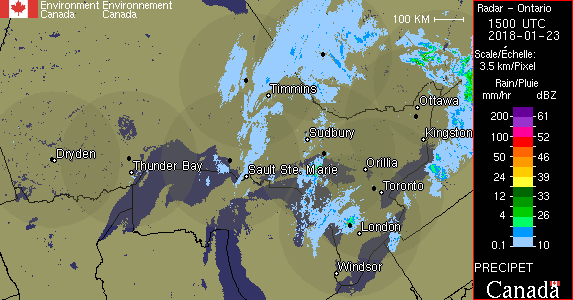 Environment Environnement
Canada Canada
100 KM
Timmins
Ottawa
Sudbury
Kingston
Dryden
Thunder Bay
Sault Ste. Marie
Orillia
Toronto
London
Windsor
Radar - Ontario
1500 UTC
2018-01-23
Scale/Échelle:
3.5 km/Pixel
Rain/Pluie
mm/hr dBZ
200 61
100 52
50 46
24 39
12 33
4 26
0.1 10
PRECIPET
Canada